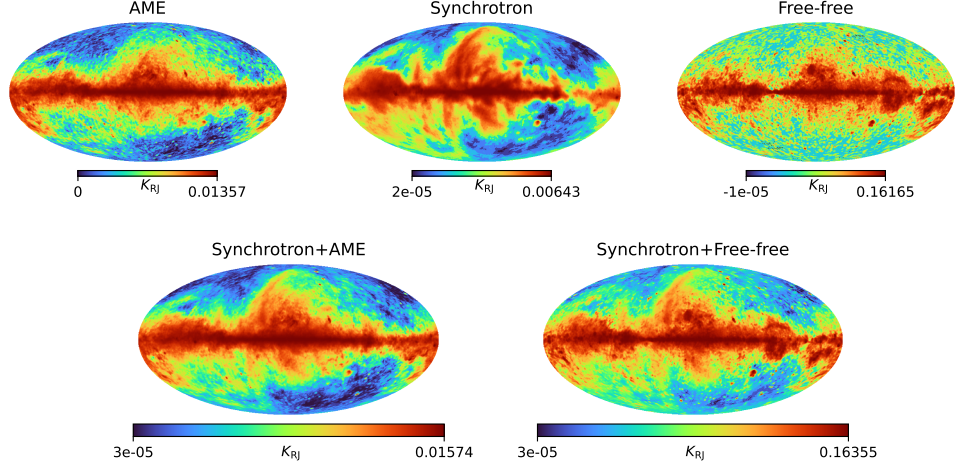 AME
Synchrotron
Free-free
0 K_RJ 0.01357
2e-05 K_RJ 0.00643
-1e-05 K_RJ 0.16165
Synchrotron+AME
Synchrotron+Free-free
3e-05 K_RJ 0.01574
3e-05 K_RJ 0.16355